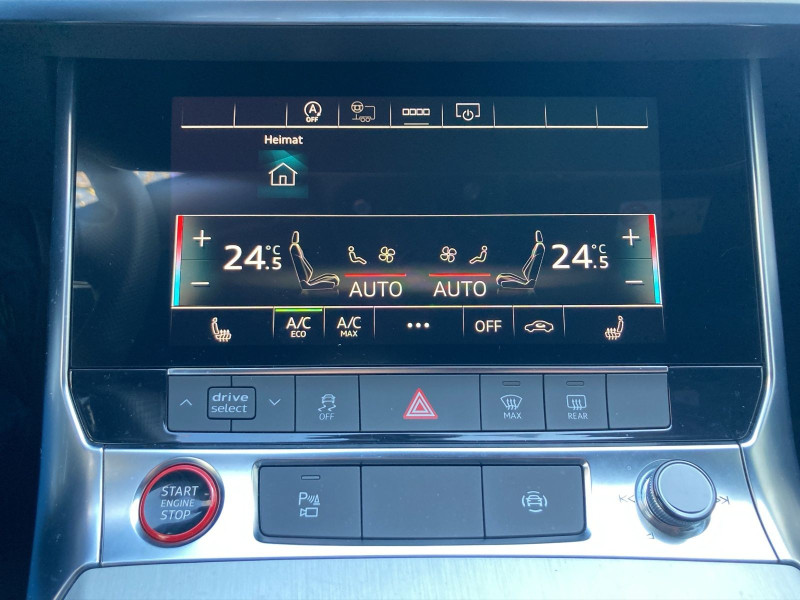 A
OFF
Heimat
+ 24.5 °C 24.5 °C +
- AUTO AUTO -
A/C ECO A/C MAX ... OFF
drive select OFF MAX REAR
START ENGINE STOP
P